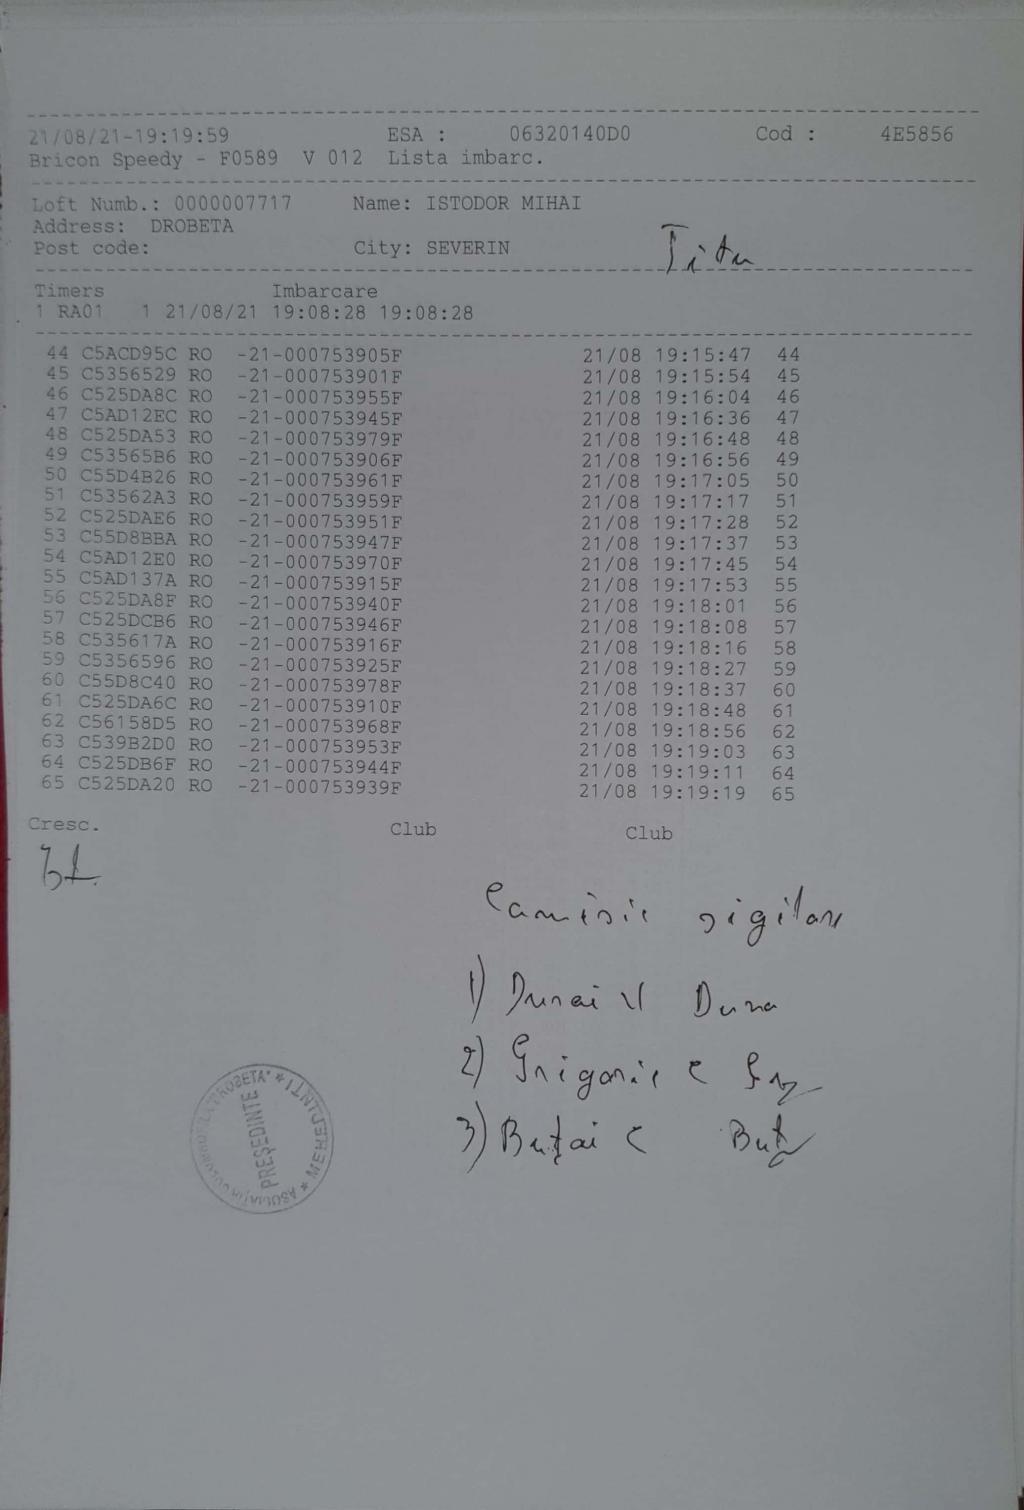 21/08/21-19:19:59 ESA : 06320140D0 Cod : 4E5856
Bricon Speedy - F0589 V 012 Lista imbarc.
Loft Numb.: 0000007717 Name: ISTODOR MIHAI
Address: DROBETA
Post code: City: SEVERIN
Titu
Timers Imbarcare
1 RA01 1 21/08/21 19:08:28 19:08:28
44 C5ACD95C RO -21-000753905F 21/08 19:15:47 44
45 C5356529 RO -21-000753901F 21/08 19:15:54 45
46 C525DA8C RO -21-000753955F 21/08 19:16:04 46
47 C5AD12EC RO -21-000753945F 21/08 19:16:36 47
48 C525DA53 RO -21-000753979F 21/08 19:16:48 48
49 C53565B6 RO -21-000753906F 21/08 19:16:56 49
50 C55D4B26 RO -21-000753961F 21/08 19:17:05 50
51 C53562A3 RO -21-000753959F 21/08 19:17:17 51
52 C525DAE6 RO -21-000753951F 21/08 19:17:28 52
53 C55D8BBA RO -21-000753947F 21/08 19:17:37 53
54 C5AD12E0 RO -21-000753970F 21/08 19:17:45 54
55 C5AD137A RO -21-000753915F 21/08 19:17:53 55
56 C525DA8F RO -21-000753940F 21/08 19:18:01 56
57 C525DCB6 RO -21-000753946F 21/08 19:18:08 57
58 C535617A RO -21-000753916F 21/08 19:18:16 58
59 C5356596 RO -21-000753925F 21/08 19:18:27 59
60 C55D8C40 RO -21-000753978F 21/08 19:18:37 60
61 C525DA6C RO -21-000753910F 21/08 19:18:48 61
62 C56158D5 RO -21-000753968F 21/08 19:18:56 62
63 C539B2D0 RO -21-000753953F 21/08 19:19:03 63
64 C525DB6F RO -21-000753944F 21/08 19:19:11 64
65 C525DA20 RO -21-000753939F 21/08 19:19:19 65
Cresc. Club Club
Comisie sigilare
1) Dunai V Duna
2) Grigorie C
3) Buțai C But
PREȘEDINTE
MEHEDINTI